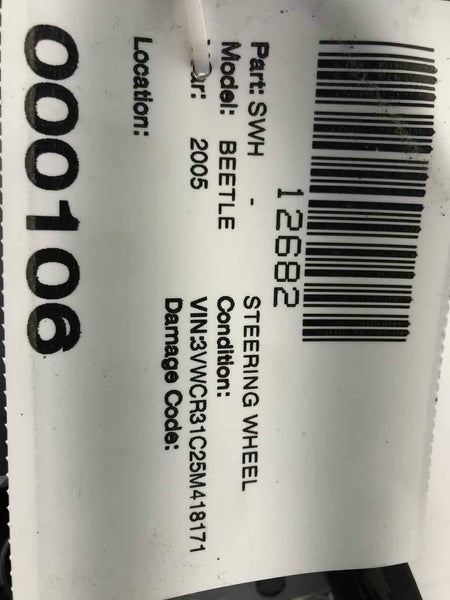 12682
Part: SWH - STEERING WHEEL
Model: BEETLE Condition:
2005 VIN:3VWCR31C25M418171
Damage Code:
Location:
000106